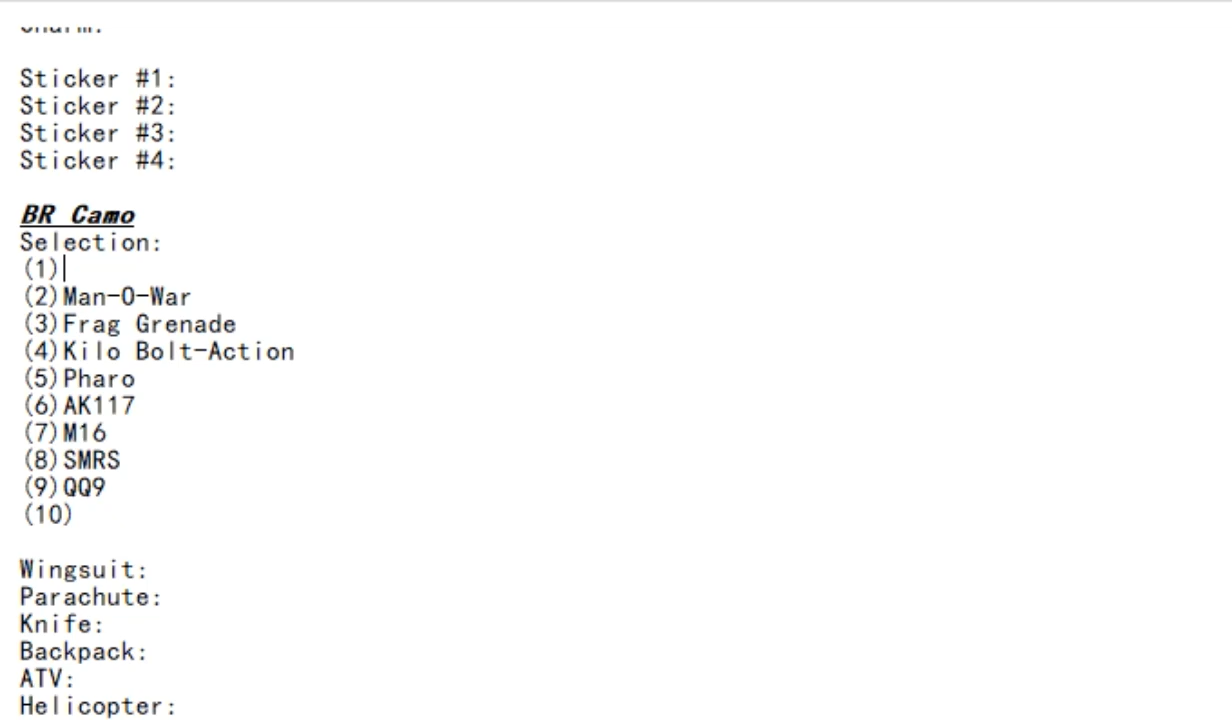 Charm:
Sticker #1:
Sticker #2:
Sticker #3:
Sticker #4:
BR Camo
Selection:
(1)
(2)Man-O-War
(3)Frag Grenade
(4)Kilo Bolt-Action
(5)Pharo
(6)AK117
(7)M16
(8)SMRS
(9)QQ9
(10)
Wingsuit:
Parachute:
Knife:
Backpack:
ATV:
Helicopter: